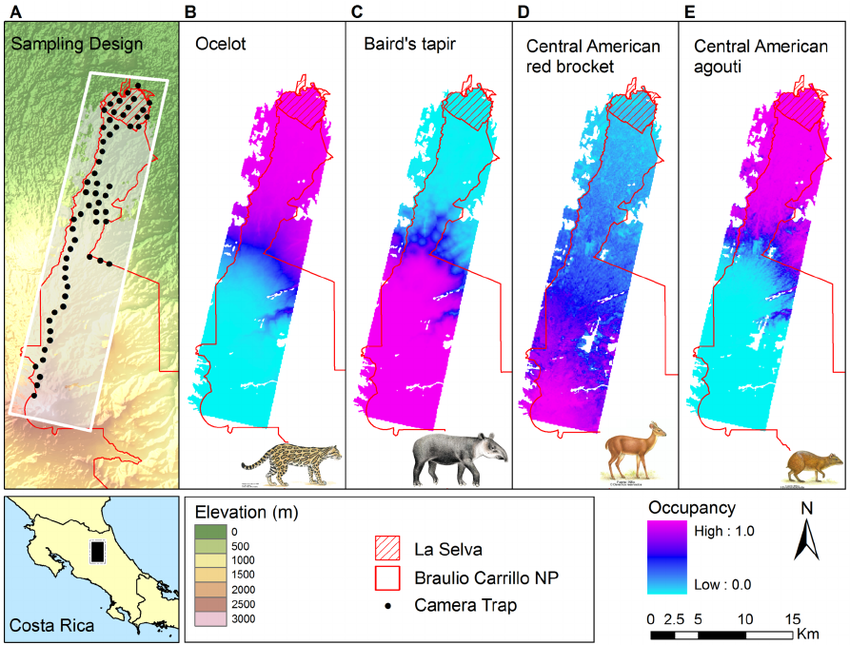 A
B
C
D
E
Sampling Design
Ocelot
Baird's tapir
Central American
red brocket
Central American
agouti
Costa Rica
Elevation (m)
0
500
1000
1500
2000
2500
3000
La Selva
Braulio Carrillo NP
Camera Trap
Occupancy
High : 1.0
Low : 0.0
N
0 2.5 5 10 15
Km